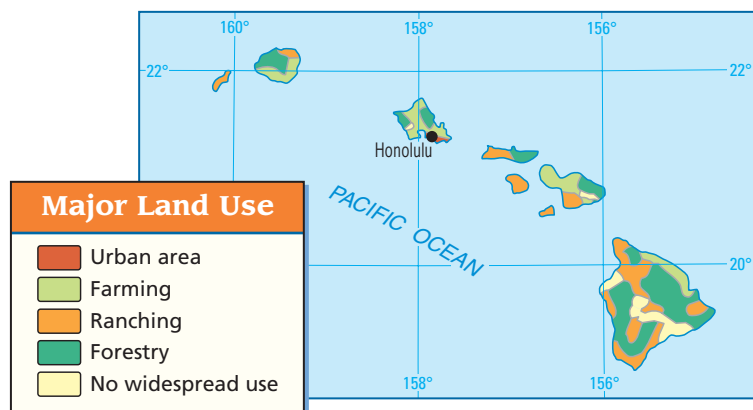 160°
158°
156°
22°
22°
Honolulu
PACIFIC OCEAN
20°
158°
156°
Major Land Use
Urban area
Farming
Ranching
Forestry
No widespread use